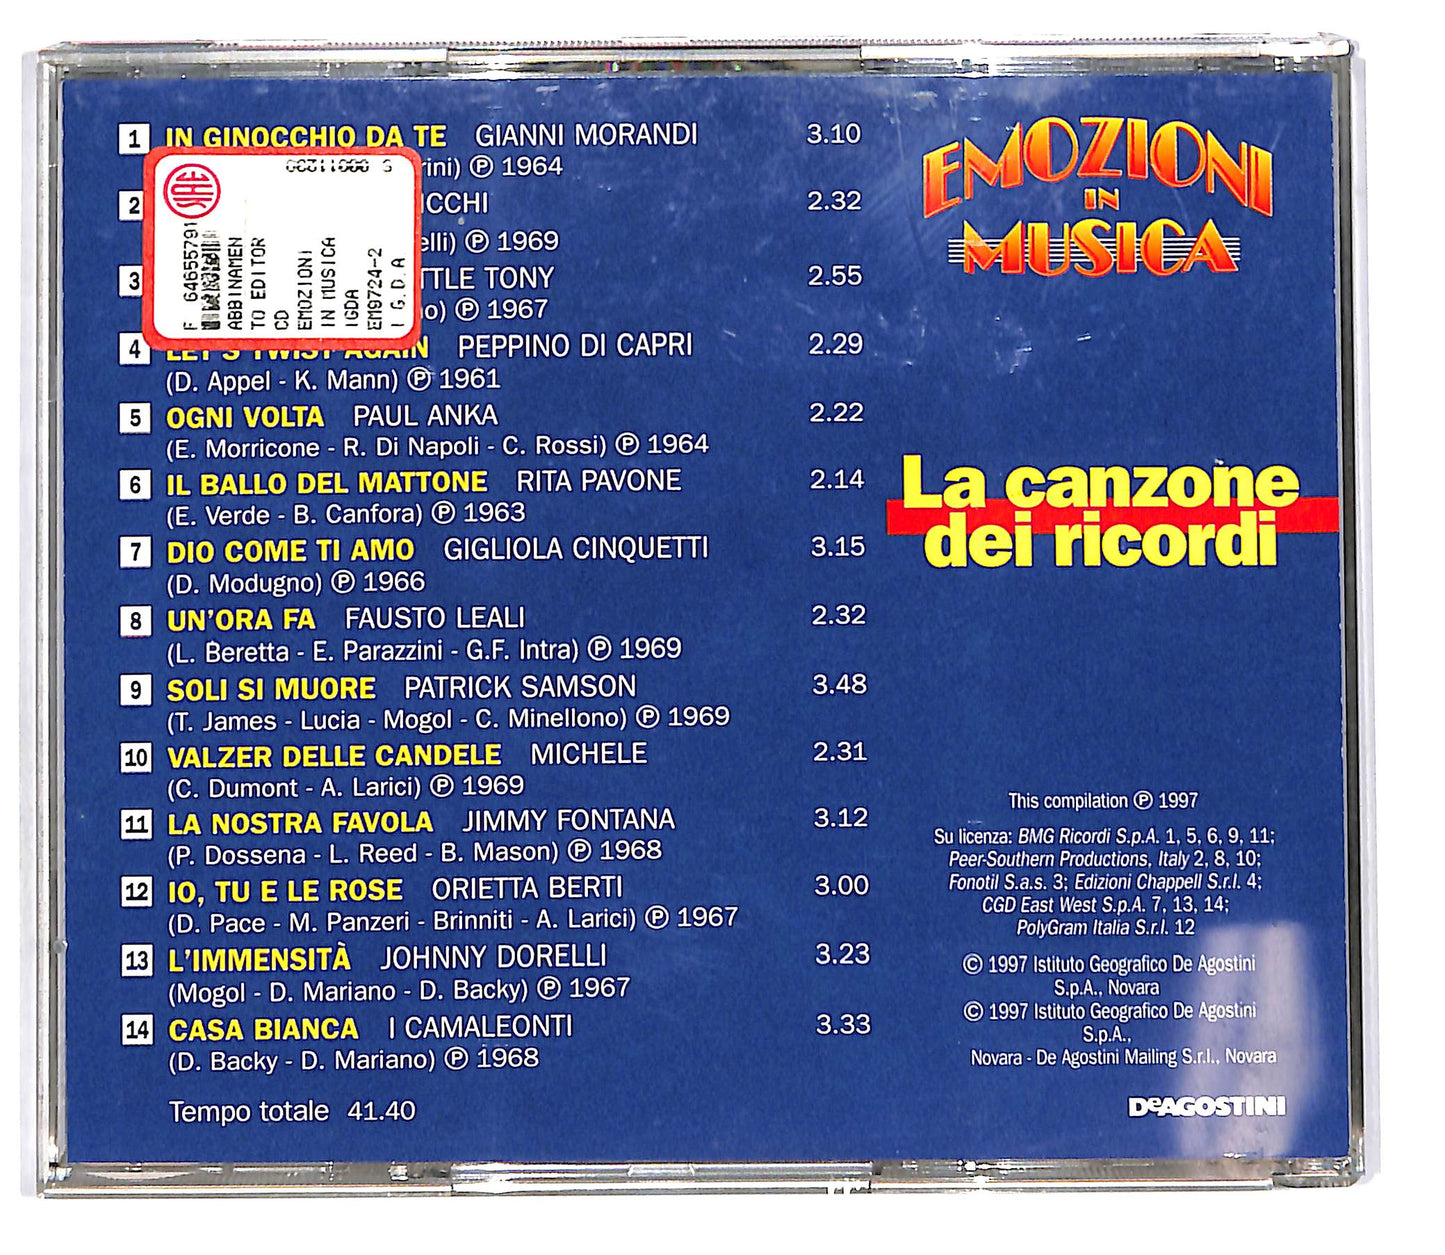 1 IN GINOCCHIO DA TE GIANNI MORANDI 3.10
rini) ℗ 1964
2 ICCHI 2.32
elli) ℗ 1969
3 TTLE TONY 2.55
no) ℗ 1967
4 LET'S TWIST AGAIN PEPPINO DI CAPRI 2.29
(D. Appel - K. Mann) ℗ 1961
5 OGNI VOLTA PAUL ANKA 2.22
(E. Morricone - R. Di Napoli - C. Rossi) ℗ 1964
6 IL BALLO DEL MATTONE RITA PAVONE 2.14
(E. Verde - B. Canfora) ℗ 1963
7 DIO COME TI AMO GIGLIOLA CINQUETTI 3.15
(D. Modugno) ℗ 1966
8 UN'ORA FA FAUSTO LEALI 2.32
(L. Beretta - E. Parazzini - G.F. Intra) ℗ 1969
9 SOLI SI MUORE PATRICK SAMSON 3.48
(T. James - Lucia - Mogol - C. Minellono) ℗ 1969
10 VALZER DELLE CANDELE MICHELE 2.31
(C. Dumont - A. Larici) ℗ 1969
11 LA NOSTRA FAVOLA JIMMY FONTANA 3.12
(P. Dossena - L. Reed - B. Mason) ℗ 1968
12 IO, TU E LE ROSE ORIETTA BERTI 3.00
(D. Pace - M. Panzeri - Brinniti - A. Larici) ℗ 1967
13 L'IMMENSITÀ JOHNNY DORELLI 3.23
(Mogol - D. Mariano - D. Backy) ℗ 1967
14 CASA BIANCA I CAMALEONTI 3.33
(D. Backy - D. Mariano) ℗ 1968
Tempo totale 41.40
SIAE
F 64655791
ABBINAMEN
TO EDITOR
CD
EMOZIONI
IN MUSICA
IGDA
EM9724-2
I G.D.A
EMOZIONI
IN
MUSICA
La canzone
dei ricordi
This compilation ℗ 1997
Su licenza: BMG Ricordi S.p.A. 1, 5, 6, 9, 11;
Peer-Southern Productions, Italy 2, 8, 10;
Fonotil S.a.s. 3; Edizioni Chappell S.r.l. 4;
CGD East West S.p.A. 7, 13, 14;
PolyGram Italia S.r.l. 12
© 1997 Istituto Geografico De Agostini
S.p.A., Novara
© 1997 Istituto Geografico De Agostini
S.p.A.,
Novara - De Agostini Mailing S.r.l., Novara
DeAGOSTINI